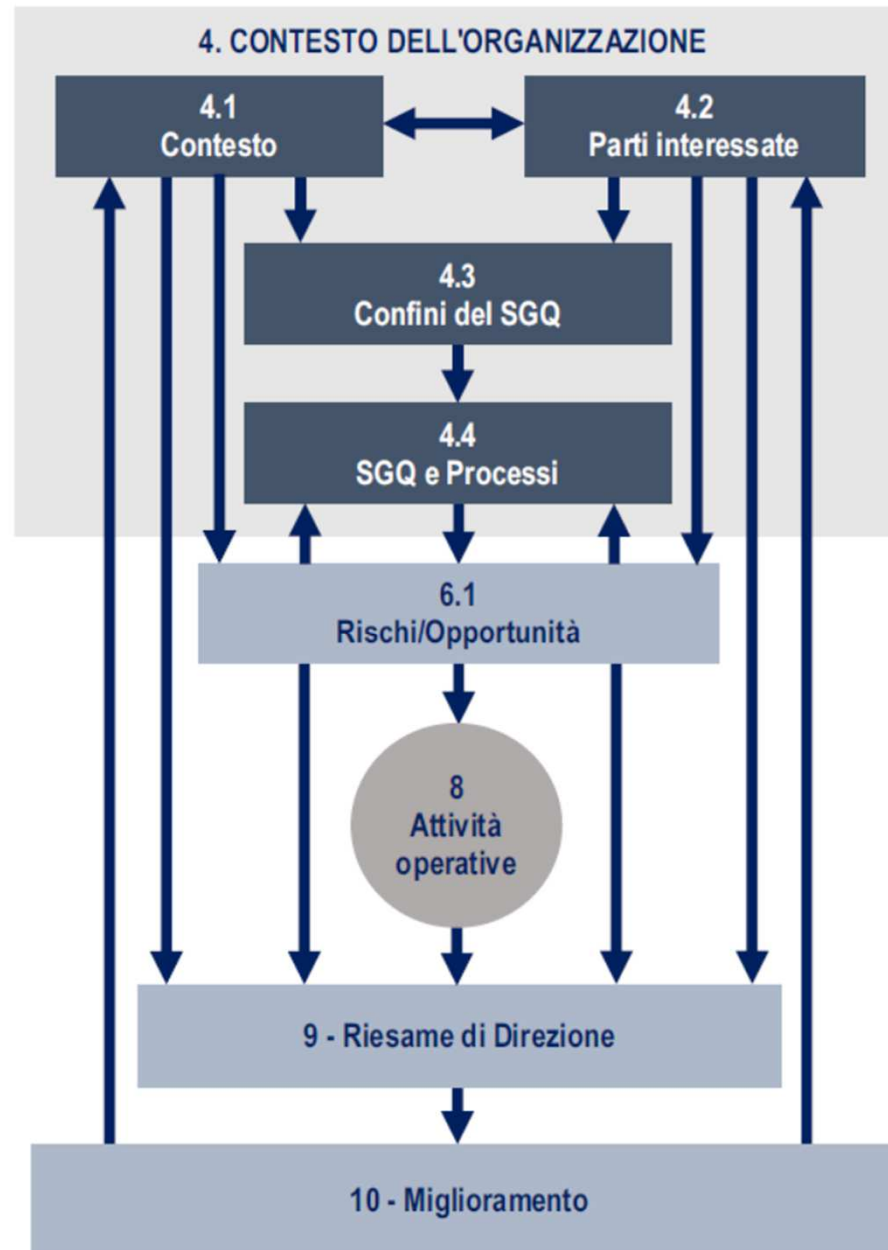 4. CONTESTO DELL'ORGANIZZAZIONE
4.1
Contesto
4.2
Parti interessate
4.3
Confini del SGQ
4.4
SGQ e Processi
6.1
Rischi/Opportunità
8
Attività
operative
9 - Riesame di Direzione
10 - Miglioramento